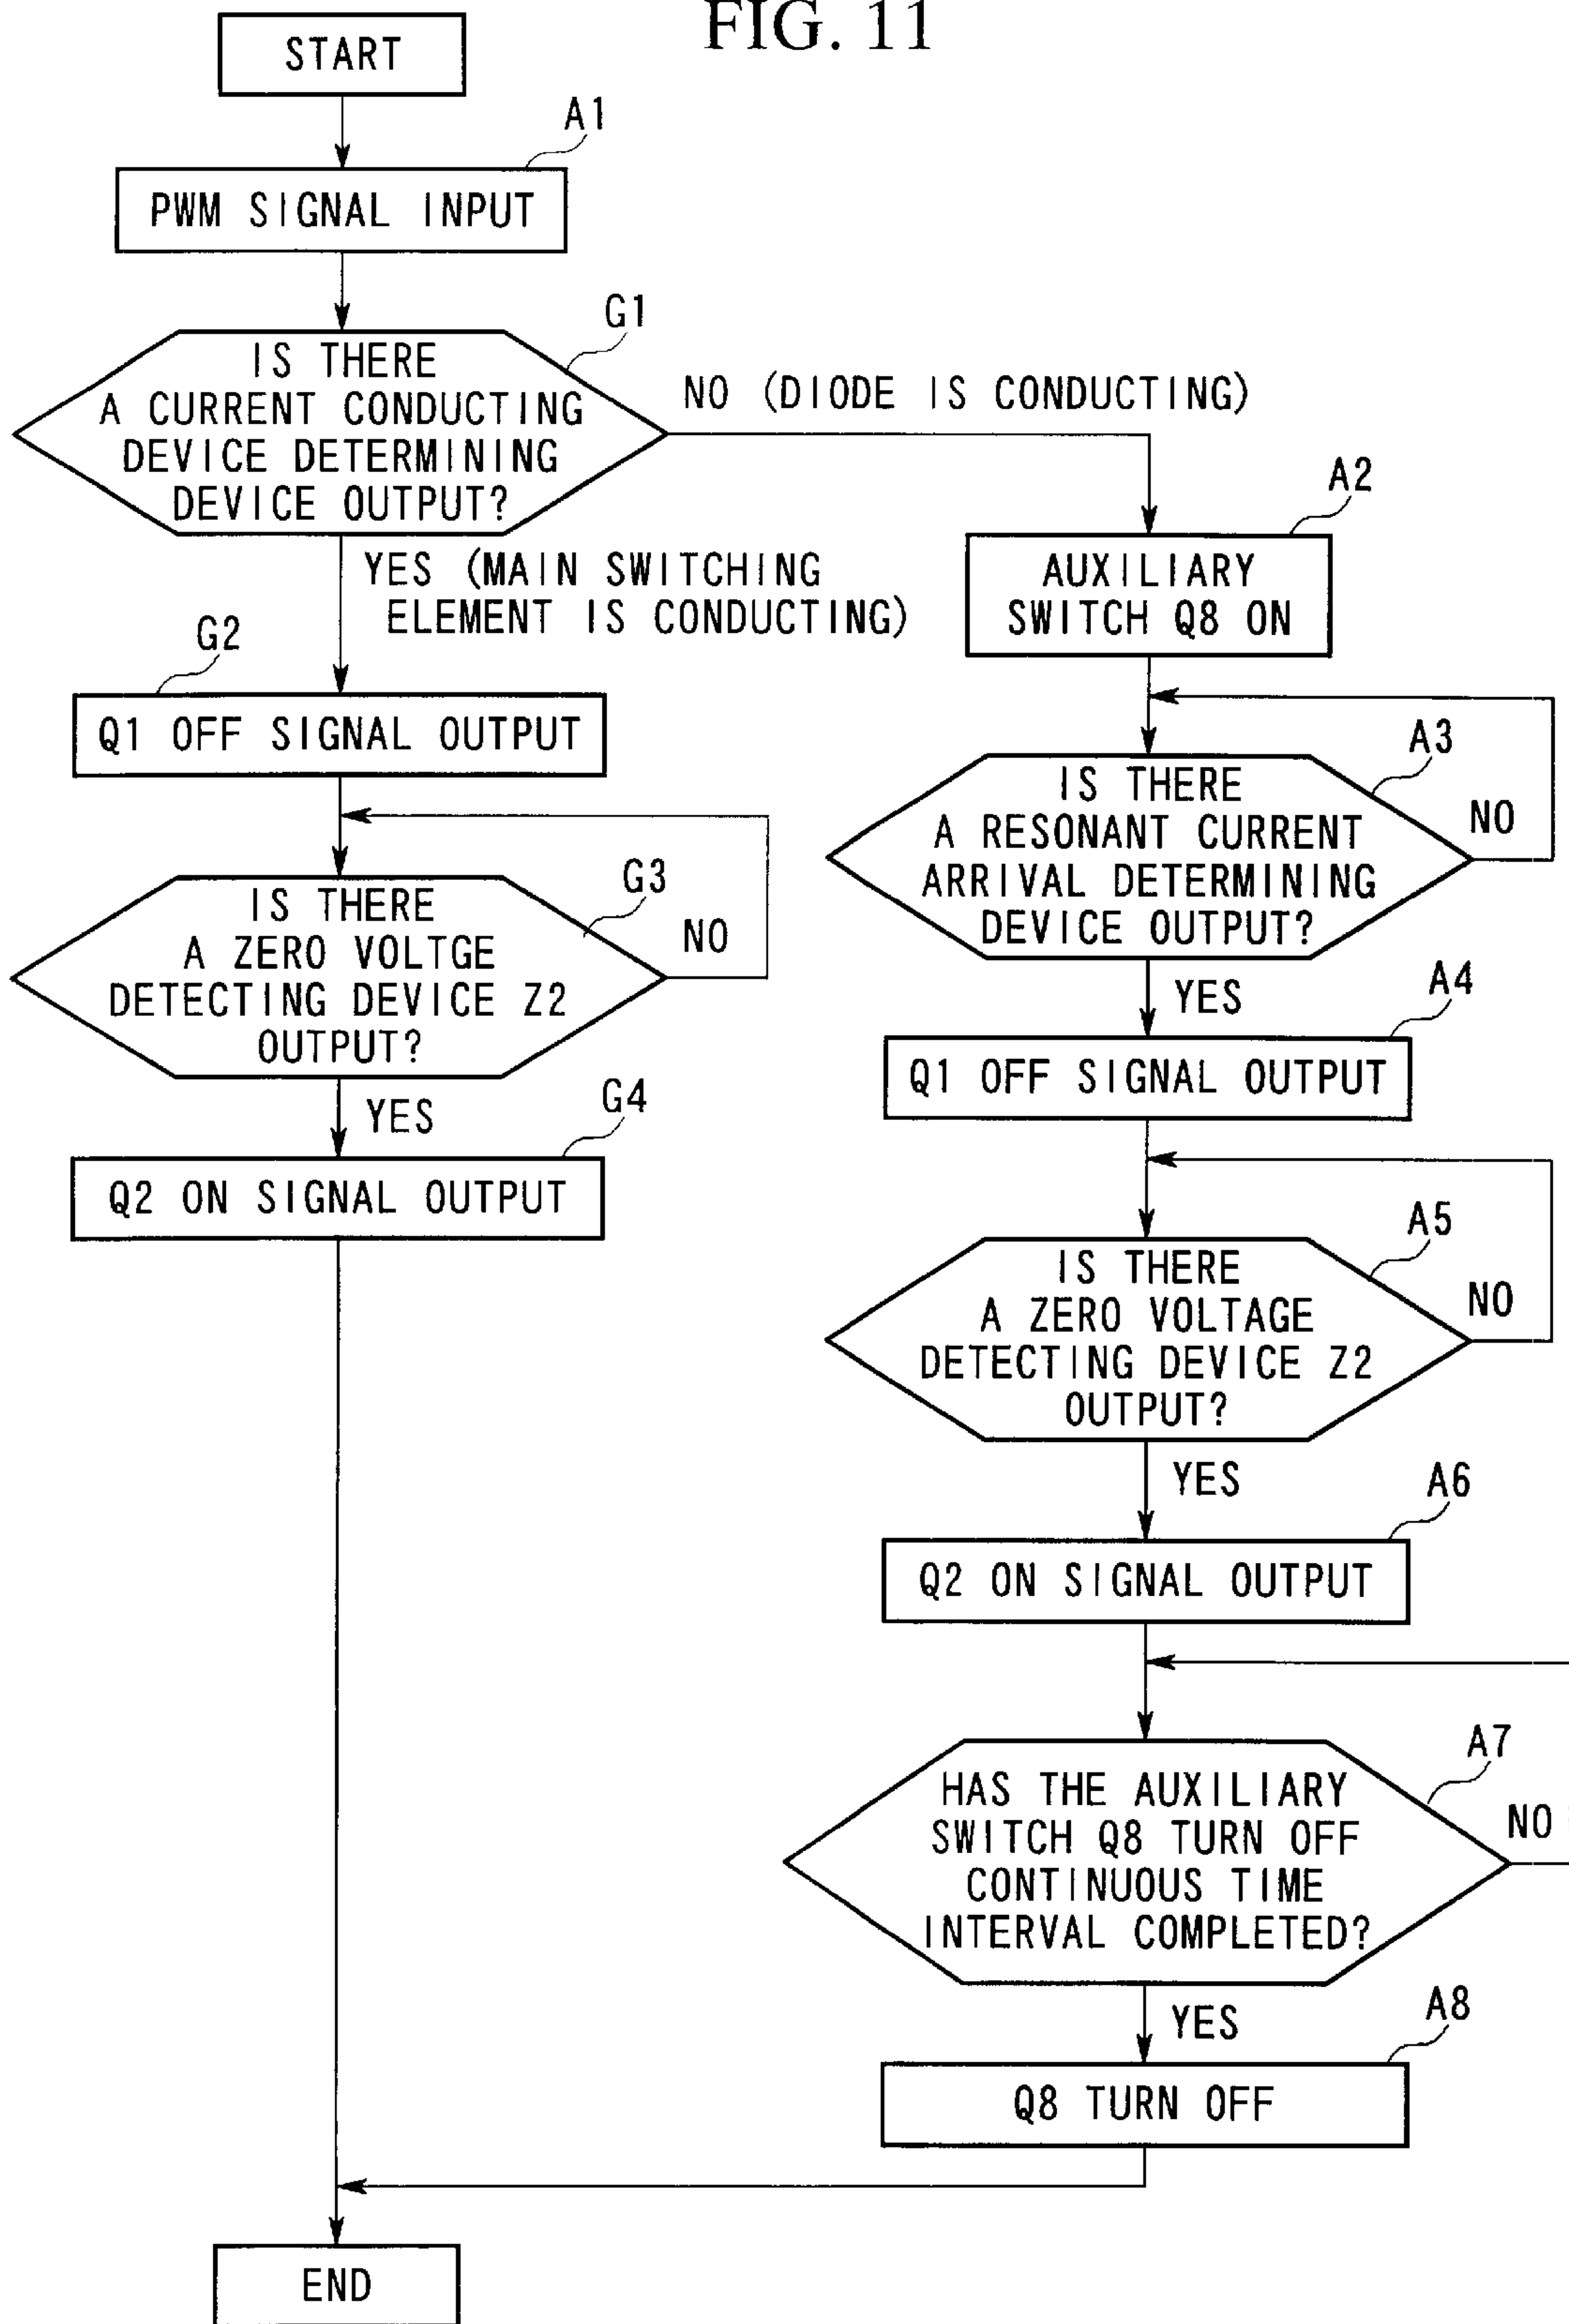 FIG. 11
START
A1
PWM SIGNAL INPUT
G1
IS THERE
A CURRENT CONDUCTING
DEVICE DETERMINING
DEVICE OUTPUT?
NO (DIODE IS CONDUCTING)
YES (MAIN SWITCHING
ELEMENT IS CONDUCTING)
G2
Q1 OFF SIGNAL OUTPUT
G3
IS THERE
A ZERO VOLTGE
DETECTING DEVICE Z2
OUTPUT?
NO
YES
G4
Q2 ON SIGNAL OUTPUT
A2
AUXILIARY
SWITCH Q8 ON
A3
IS THERE
A RESONANT CURRENT
ARRIVAL DETERMINING
DEVICE OUTPUT?
NO
YES
A4
Q1 OFF SIGNAL OUTPUT
A5
IS THERE
A ZERO VOLTAGE
DETECTING DEVICE Z2
OUTPUT?
NO
YES
A6
Q2 ON SIGNAL OUTPUT
A7
HAS THE AUXILIARY
SWITCH Q8 TURN OFF
CONTINUOUS TIME
INTERVAL COMPLETED?
NO
YES
A8
Q8 TURN OFF
END